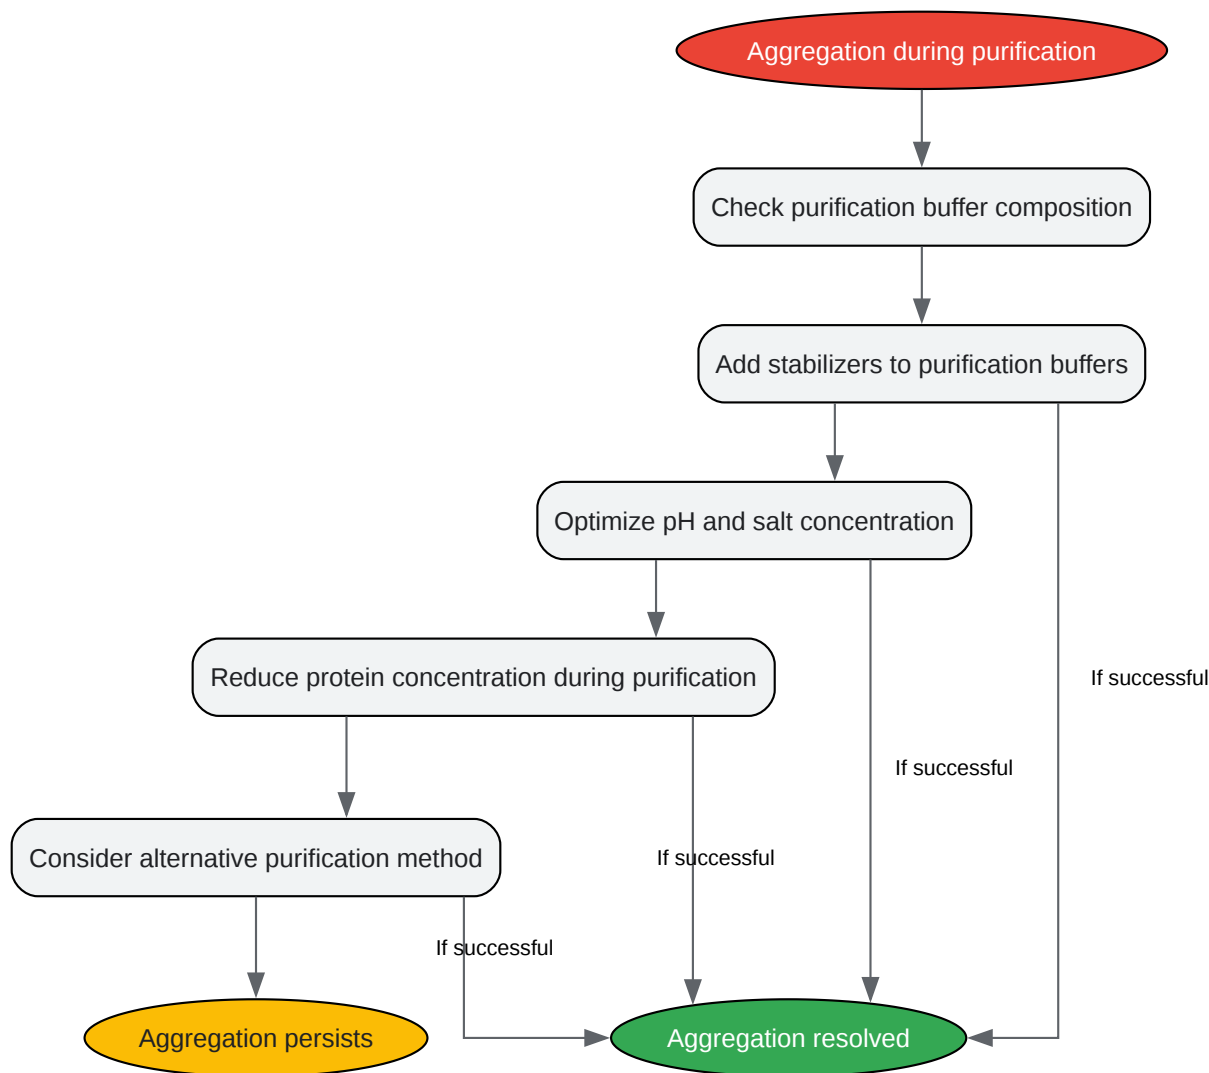 Aggregation during purification
Check purification buffer composition
Add stabilizers to purification buffers
Optimize pH and salt concentration
Reduce protein concentration during purification
If successful
If successful
Consider alternative purification method
If successful
If successful
Aggregation persists
Aggregation resolved